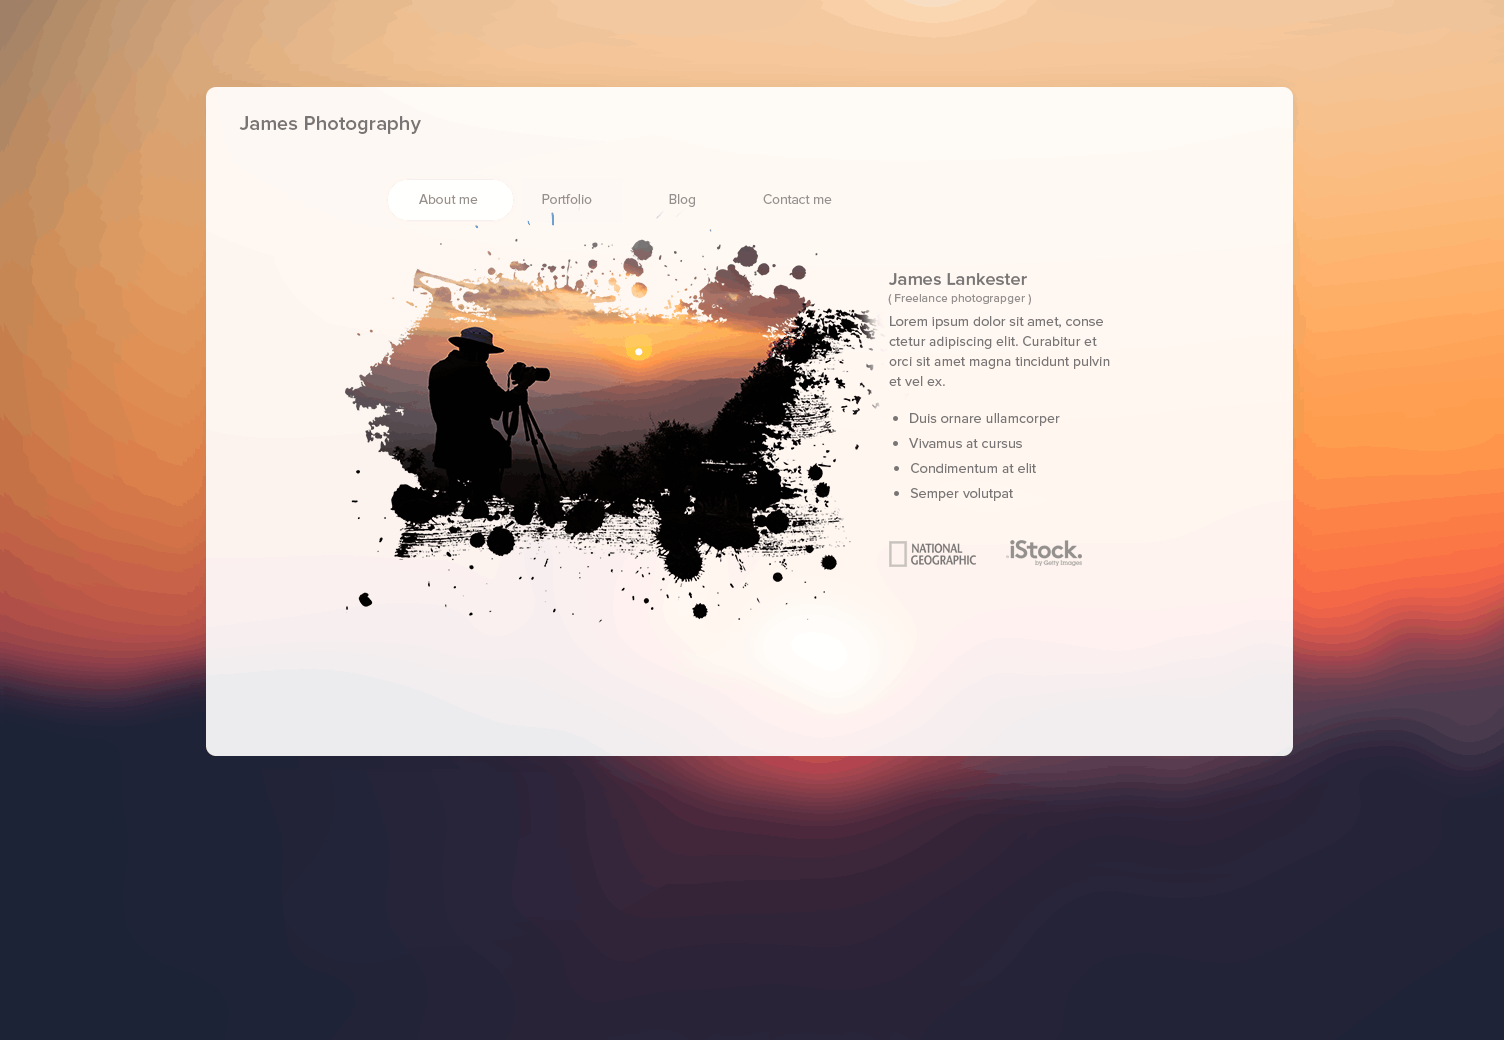 James Photography
About me
Portfolio
Blog
Contact me
James Lankester
( Freelance photograpger )
Lorem ipsum dolor sit amet, conse
ctetur adipiscing elit. Curabitur et
orci sit amet magna tincidunt pulvin
et vel ex.
Duis ornare ullamcorper
Vivamus at cursus
Condimentum at elit
Semper volutpat
NATIONAL
GEOGRAPHIC
iStock.
by Getty Images